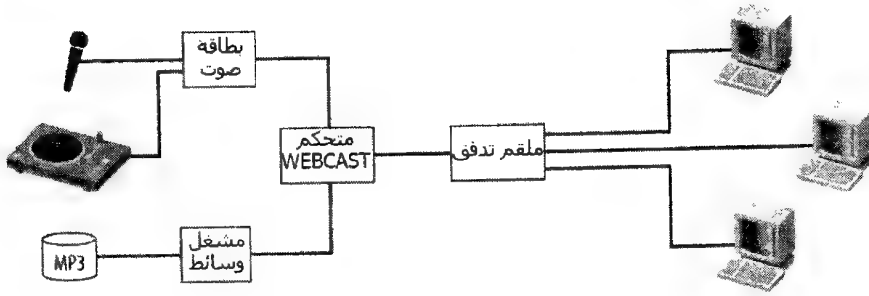 بطاقة
صوت
متحكم
WEBCAST
ملقم تدفق
مشغل
وسائط
MP3